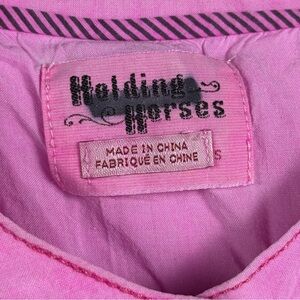 Holding
Horses
MADE IN CHINA
FABRIQUÉ EN CHINE
S